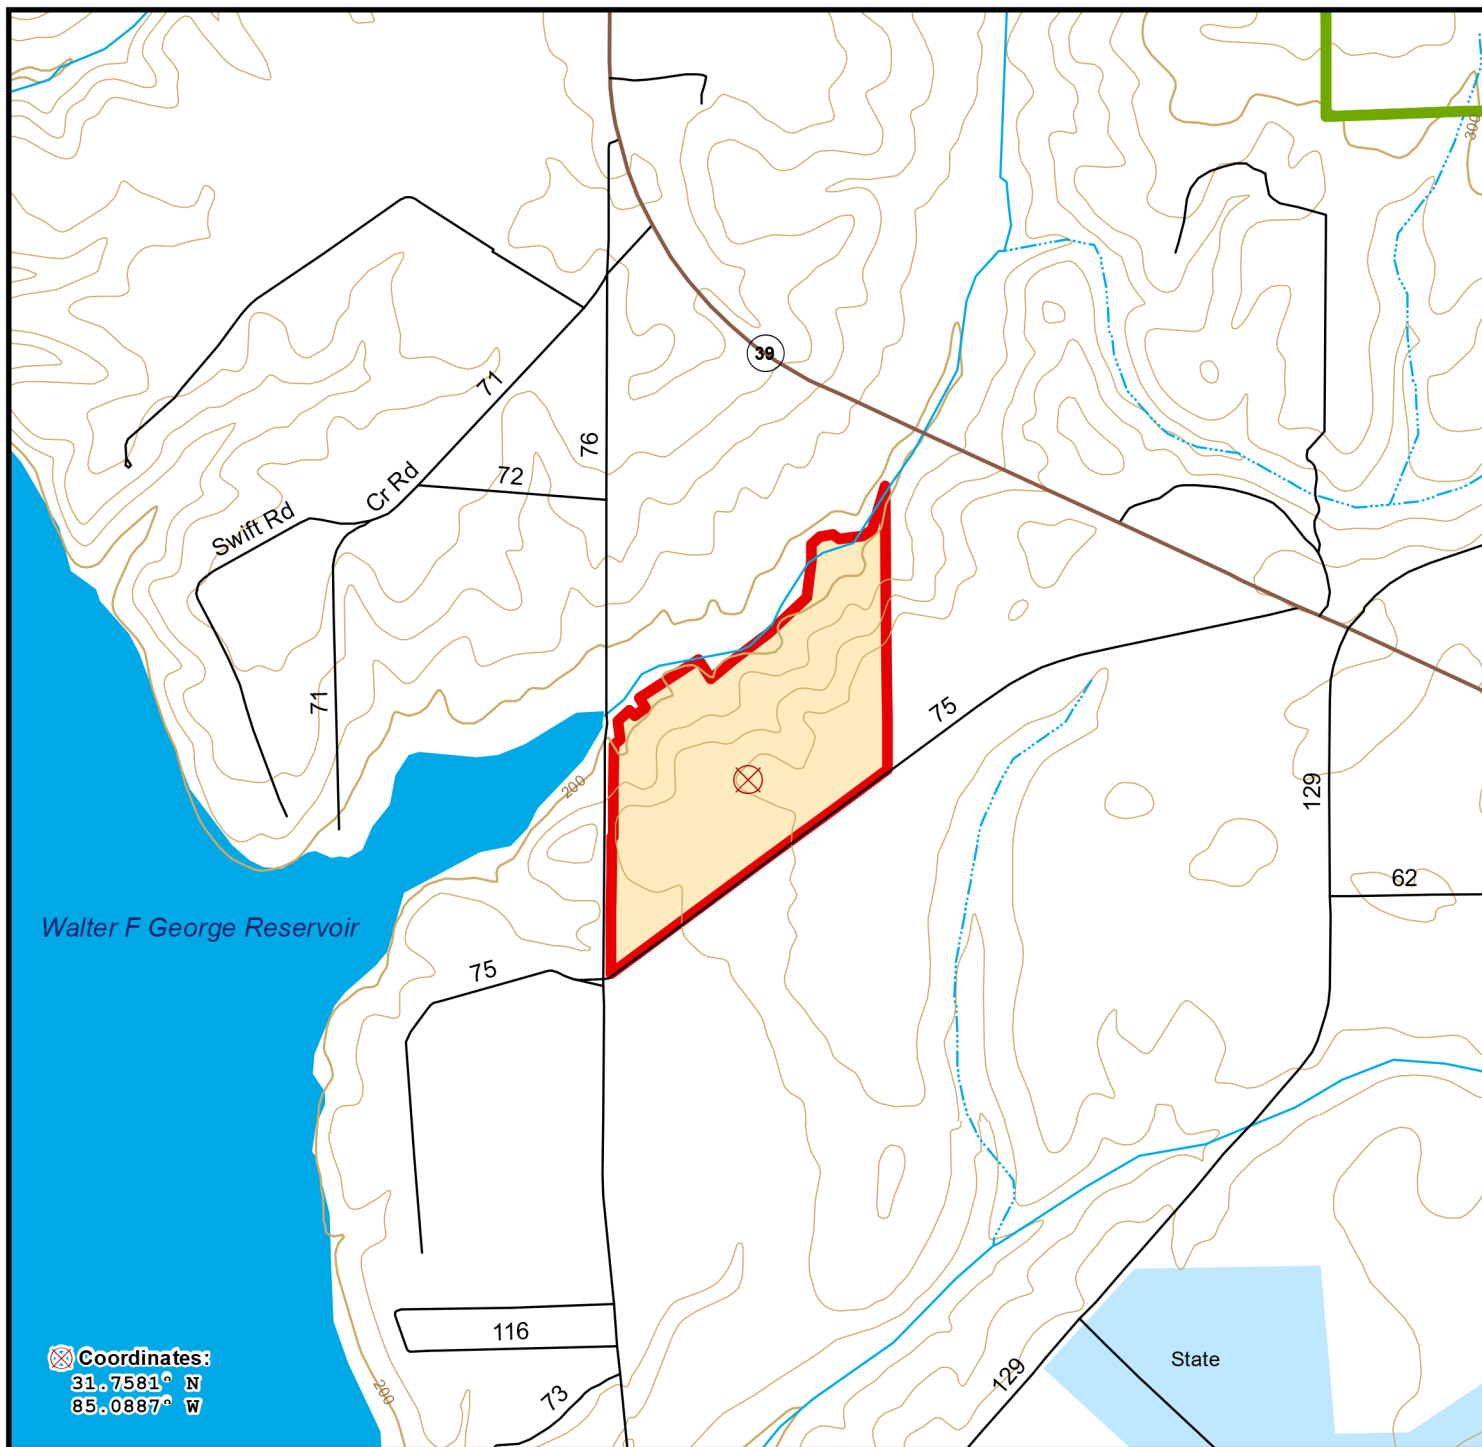 300
39
71
76
72
Cr Rd
Swift Rd
71
75
200
129
62
Walter F George Reservoir
75
116
State
Coordinates:
31.7581° N
85.0887° W
200
73
129